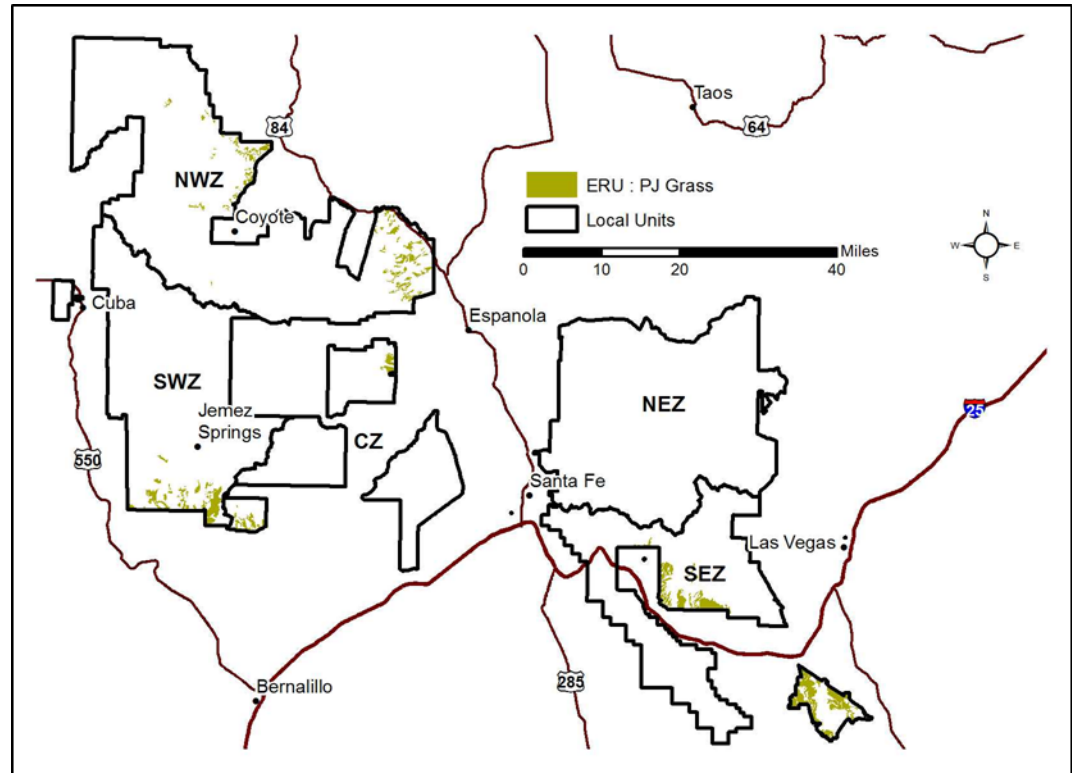 Taos
84
64
NWZ
ERU : PJ Grass
Coyote
Local Units
N
W E
S
Miles
0 10 20 40
Cuba
Espanola
SWZ
NEZ
Jemez
Springs
CZ
25
550
Santa Fe
Las Vegas
SEZ
285
Bernalillo